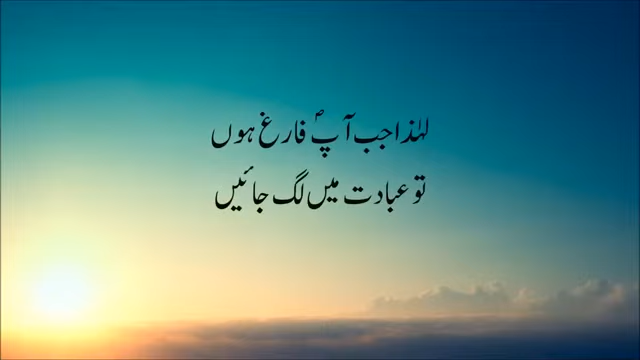 لہٰذا جب آپؐ فارغ ہوں
تو عبادت میں لگ جائیں